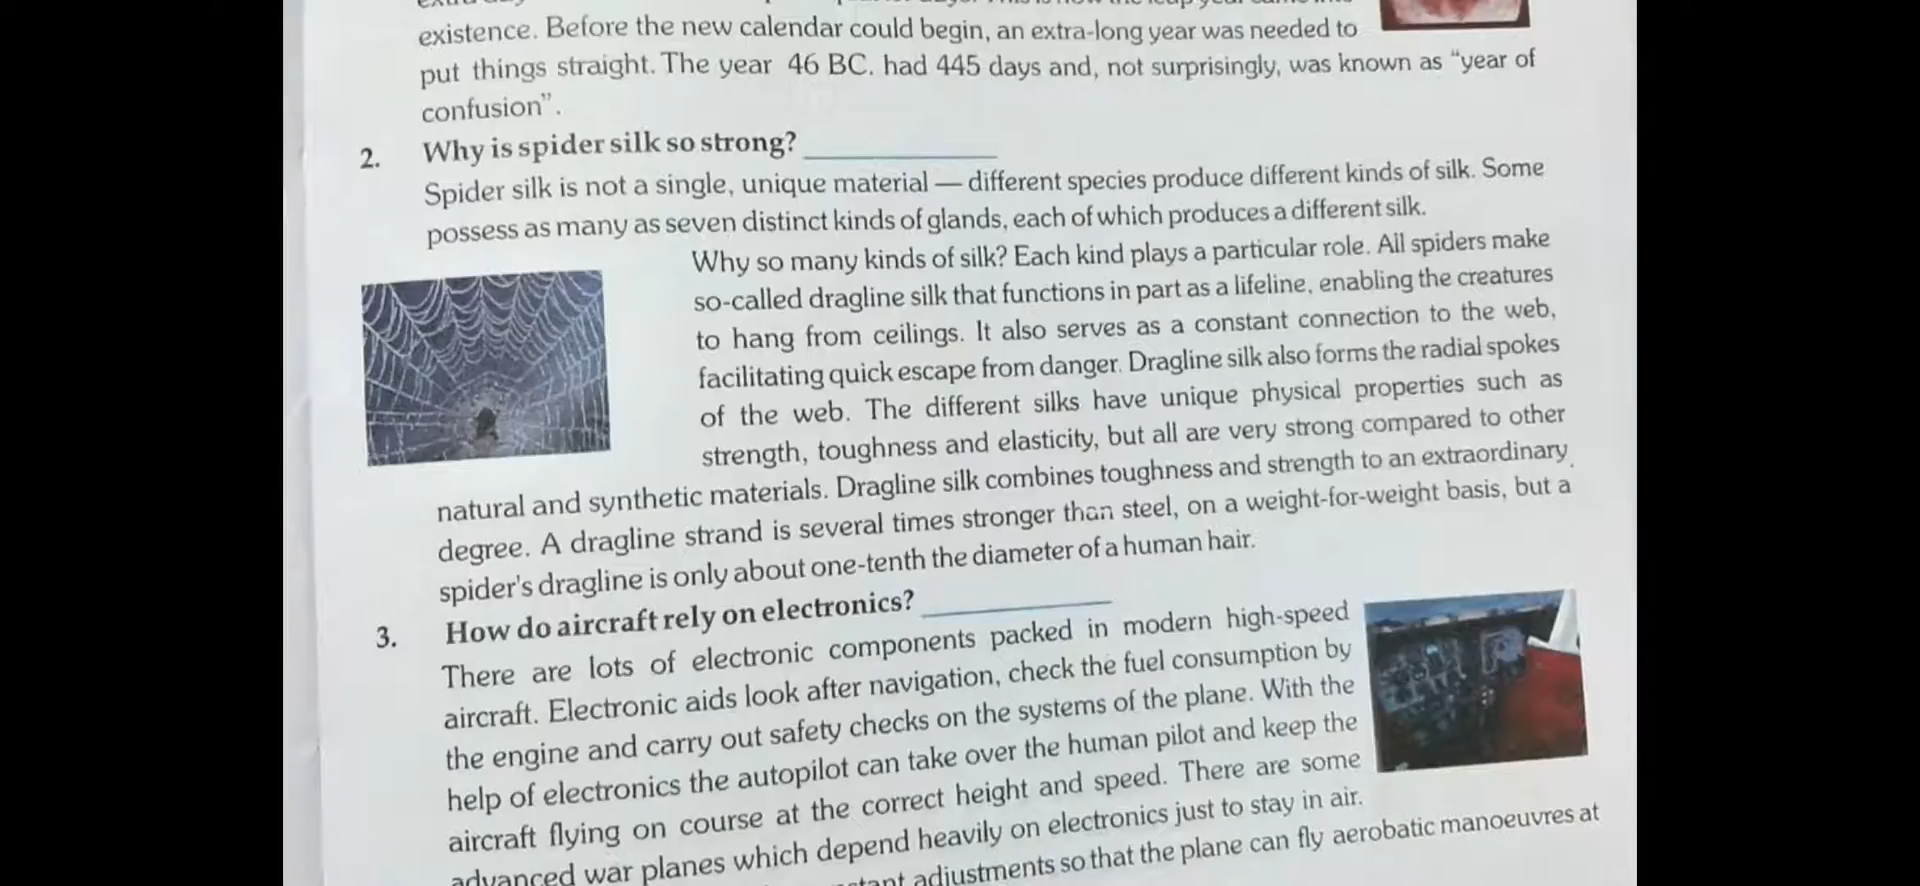 existence. Before the new calendar could begin, an extra-long year was needed to
put things straight. The year 46 BC. had 445 days and, not surprisingly, was known as "year of
confusion".
2. Why is spider silk so strong?
Spider silk is not a single, unique material — different species produce different kinds of silk. Some
possess as many as seven distinct kinds of glands, each of which produces a different silk.
Why so many kinds of silk? Each kind plays a particular role. All spiders make
so-called dragline silk that functions in part as a lifeline, enabling the creatures
to hang from ceilings. It also serves as a constant connection to the web,
facilitating quick escape from danger. Dragline silk also forms the radial spokes
of the web. The different silks have unique physical properties such as
strength, toughness and elasticity, but all are very strong compared to other
natural and synthetic materials. Dragline silk combines toughness and strength to an extraordinary
degree. A dragline strand is several times stronger than steel, on a weight-for-weight basis, but a
spider's dragline is only about one-tenth the diameter of a human hair.
3. How do aircraft rely on electronics?
There are lots of electronic components packed in modern high-speed
aircraft. Electronic aids look after navigation, check the fuel consumption by
the engine and carry out safety checks on the systems of the plane. With the
help of electronics the autopilot can take over the human pilot and keep the
aircraft flying on course at the correct height and speed. There are some
advanced war planes which depend heavily on electronics just to stay in air.
adjustments so that the plane can fly aerobatic manoeuvres at